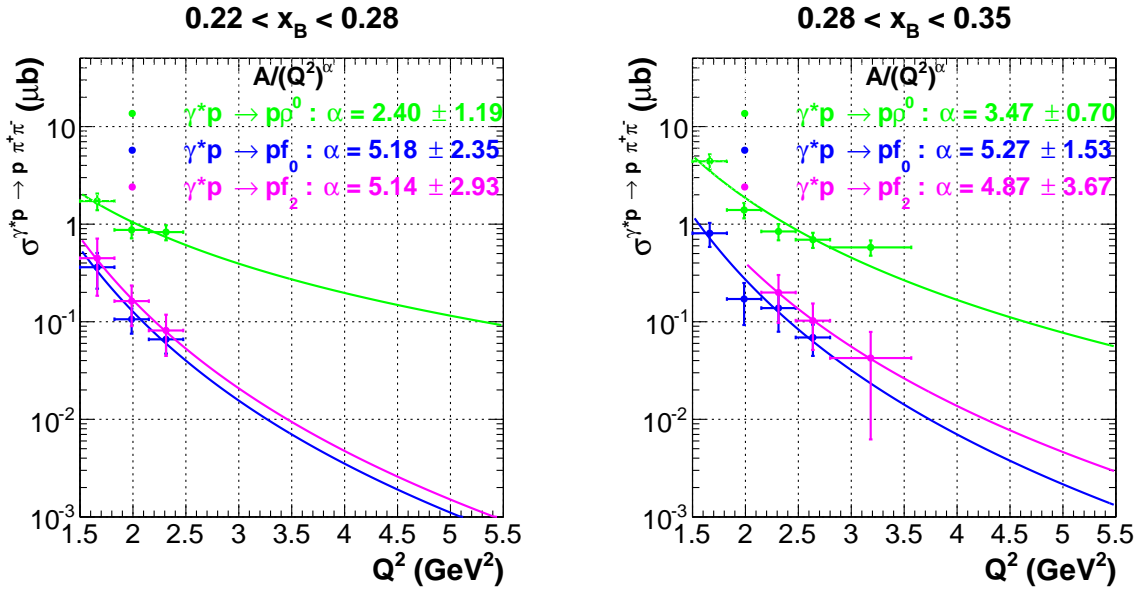 0.22 < x_B < 0.28
σ^{γ*p → p π⁺π⁻} (μb)
A/(Q²)^α
γ*p → pρ⁰ : α = 2.40 ± 1.19
γ*p → pf₀ : α = 5.18 ± 2.35
γ*p → pf₂ : α = 5.14 ± 2.93
10
1
10⁻¹
10⁻²
10⁻³
1.5 2 2.5 3 3.5 4 4.5 5 5.5
Q² (GeV²)
0.28 < x_B < 0.35
σ^{γ*p → p π⁺π⁻} (μb)
A/(Q²)^α
γ*p → pρ⁰ : α = 3.47 ± 0.70
γ*p → pf₀ : α = 5.27 ± 1.53
γ*p → pf₂ : α = 4.87 ± 3.67
10
1
10⁻¹
10⁻²
10⁻³
1.5 2 2.5 3 3.5 4 4.5 5 5.5
Q² (GeV²)